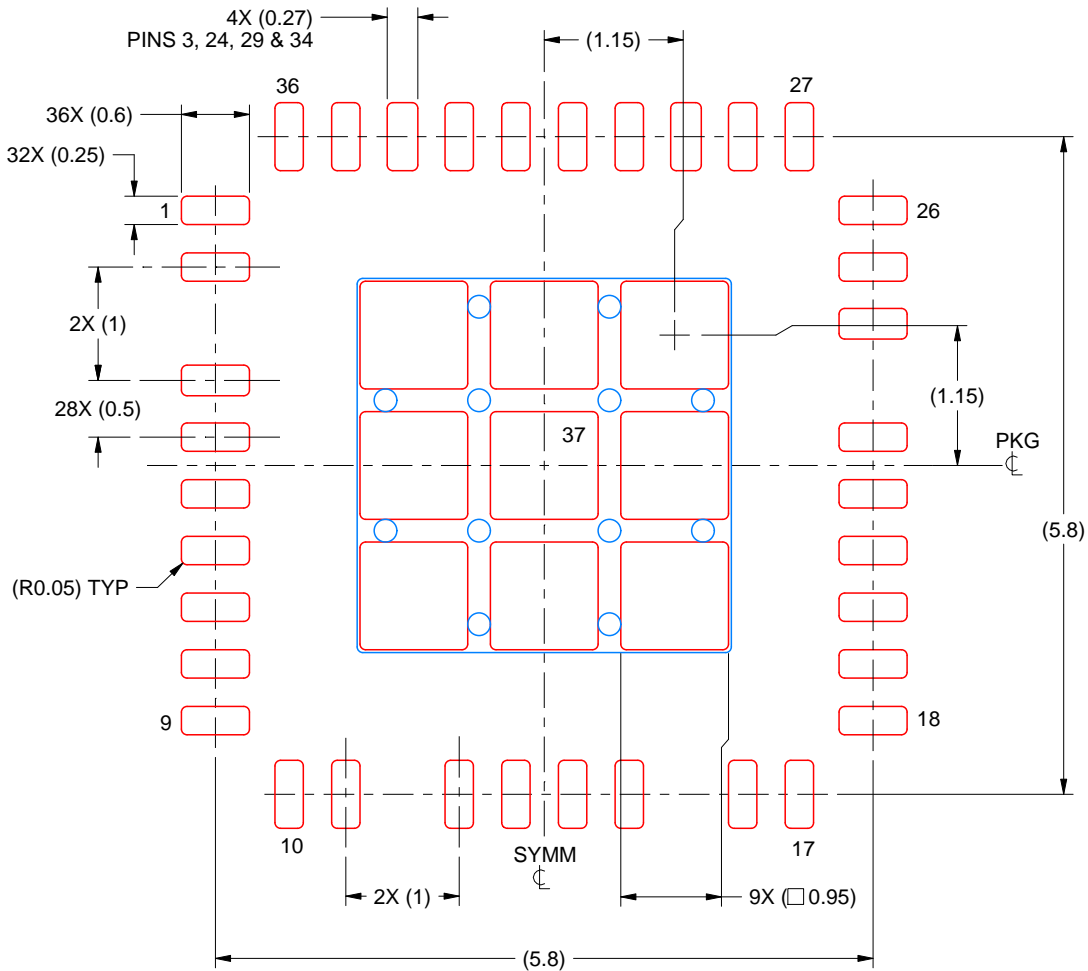 4X (0.27)
PINS 3, 24, 29 & 34
(1.15)
36
27
36X (0.6)
32X (0.25)
1
26
2X (1)
28X (0.5)
(1.15)
37
PKG
℄
(5.8)
(R0.05) TYP
9
18
10
17
SYMM
℄
2X (1)
9X (□ 0.95)
(5.8)